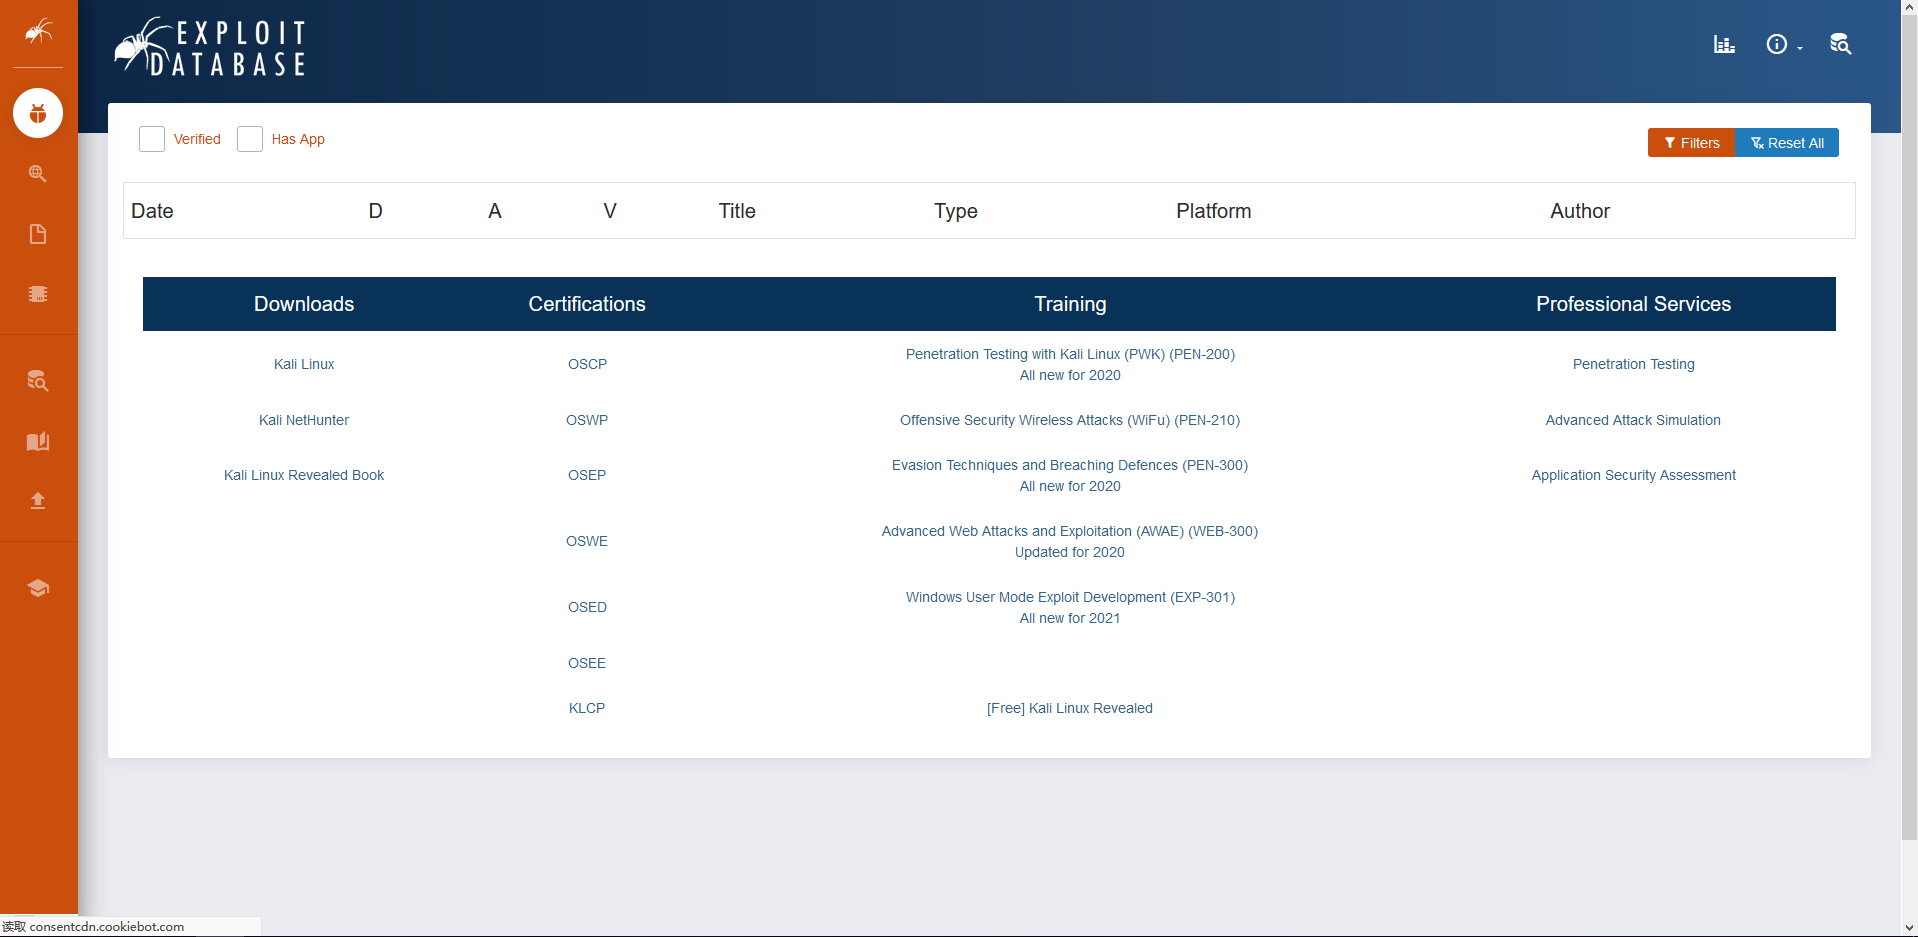 EXPLOIT
DATABASE
Verified Has App
Filters Reset All
Date D A V Title Type Platform Author
Downloads Certifications Training Professional Services
Kali Linux OSCP Penetration Testing with Kali Linux (PWK) (PEN-200) Penetration Testing
All new for 2020
Kali NetHunter OSWP Offensive Security Wireless Attacks (WiFu) (PEN-210) Advanced Attack Simulation
Kali Linux Revealed Book OSEP Evasion Techniques and Breaching Defences (PEN-300) Application Security Assessment
All new for 2020
OSWE Advanced Web Attacks and Exploitation (AWAE) (WEB-300)
Updated for 2020
OSED Windows User Mode Exploit Development (EXP-301)
All new for 2021
OSEE
KLCP [Free] Kali Linux Revealed
读取 consentcdn.cookiebot.com